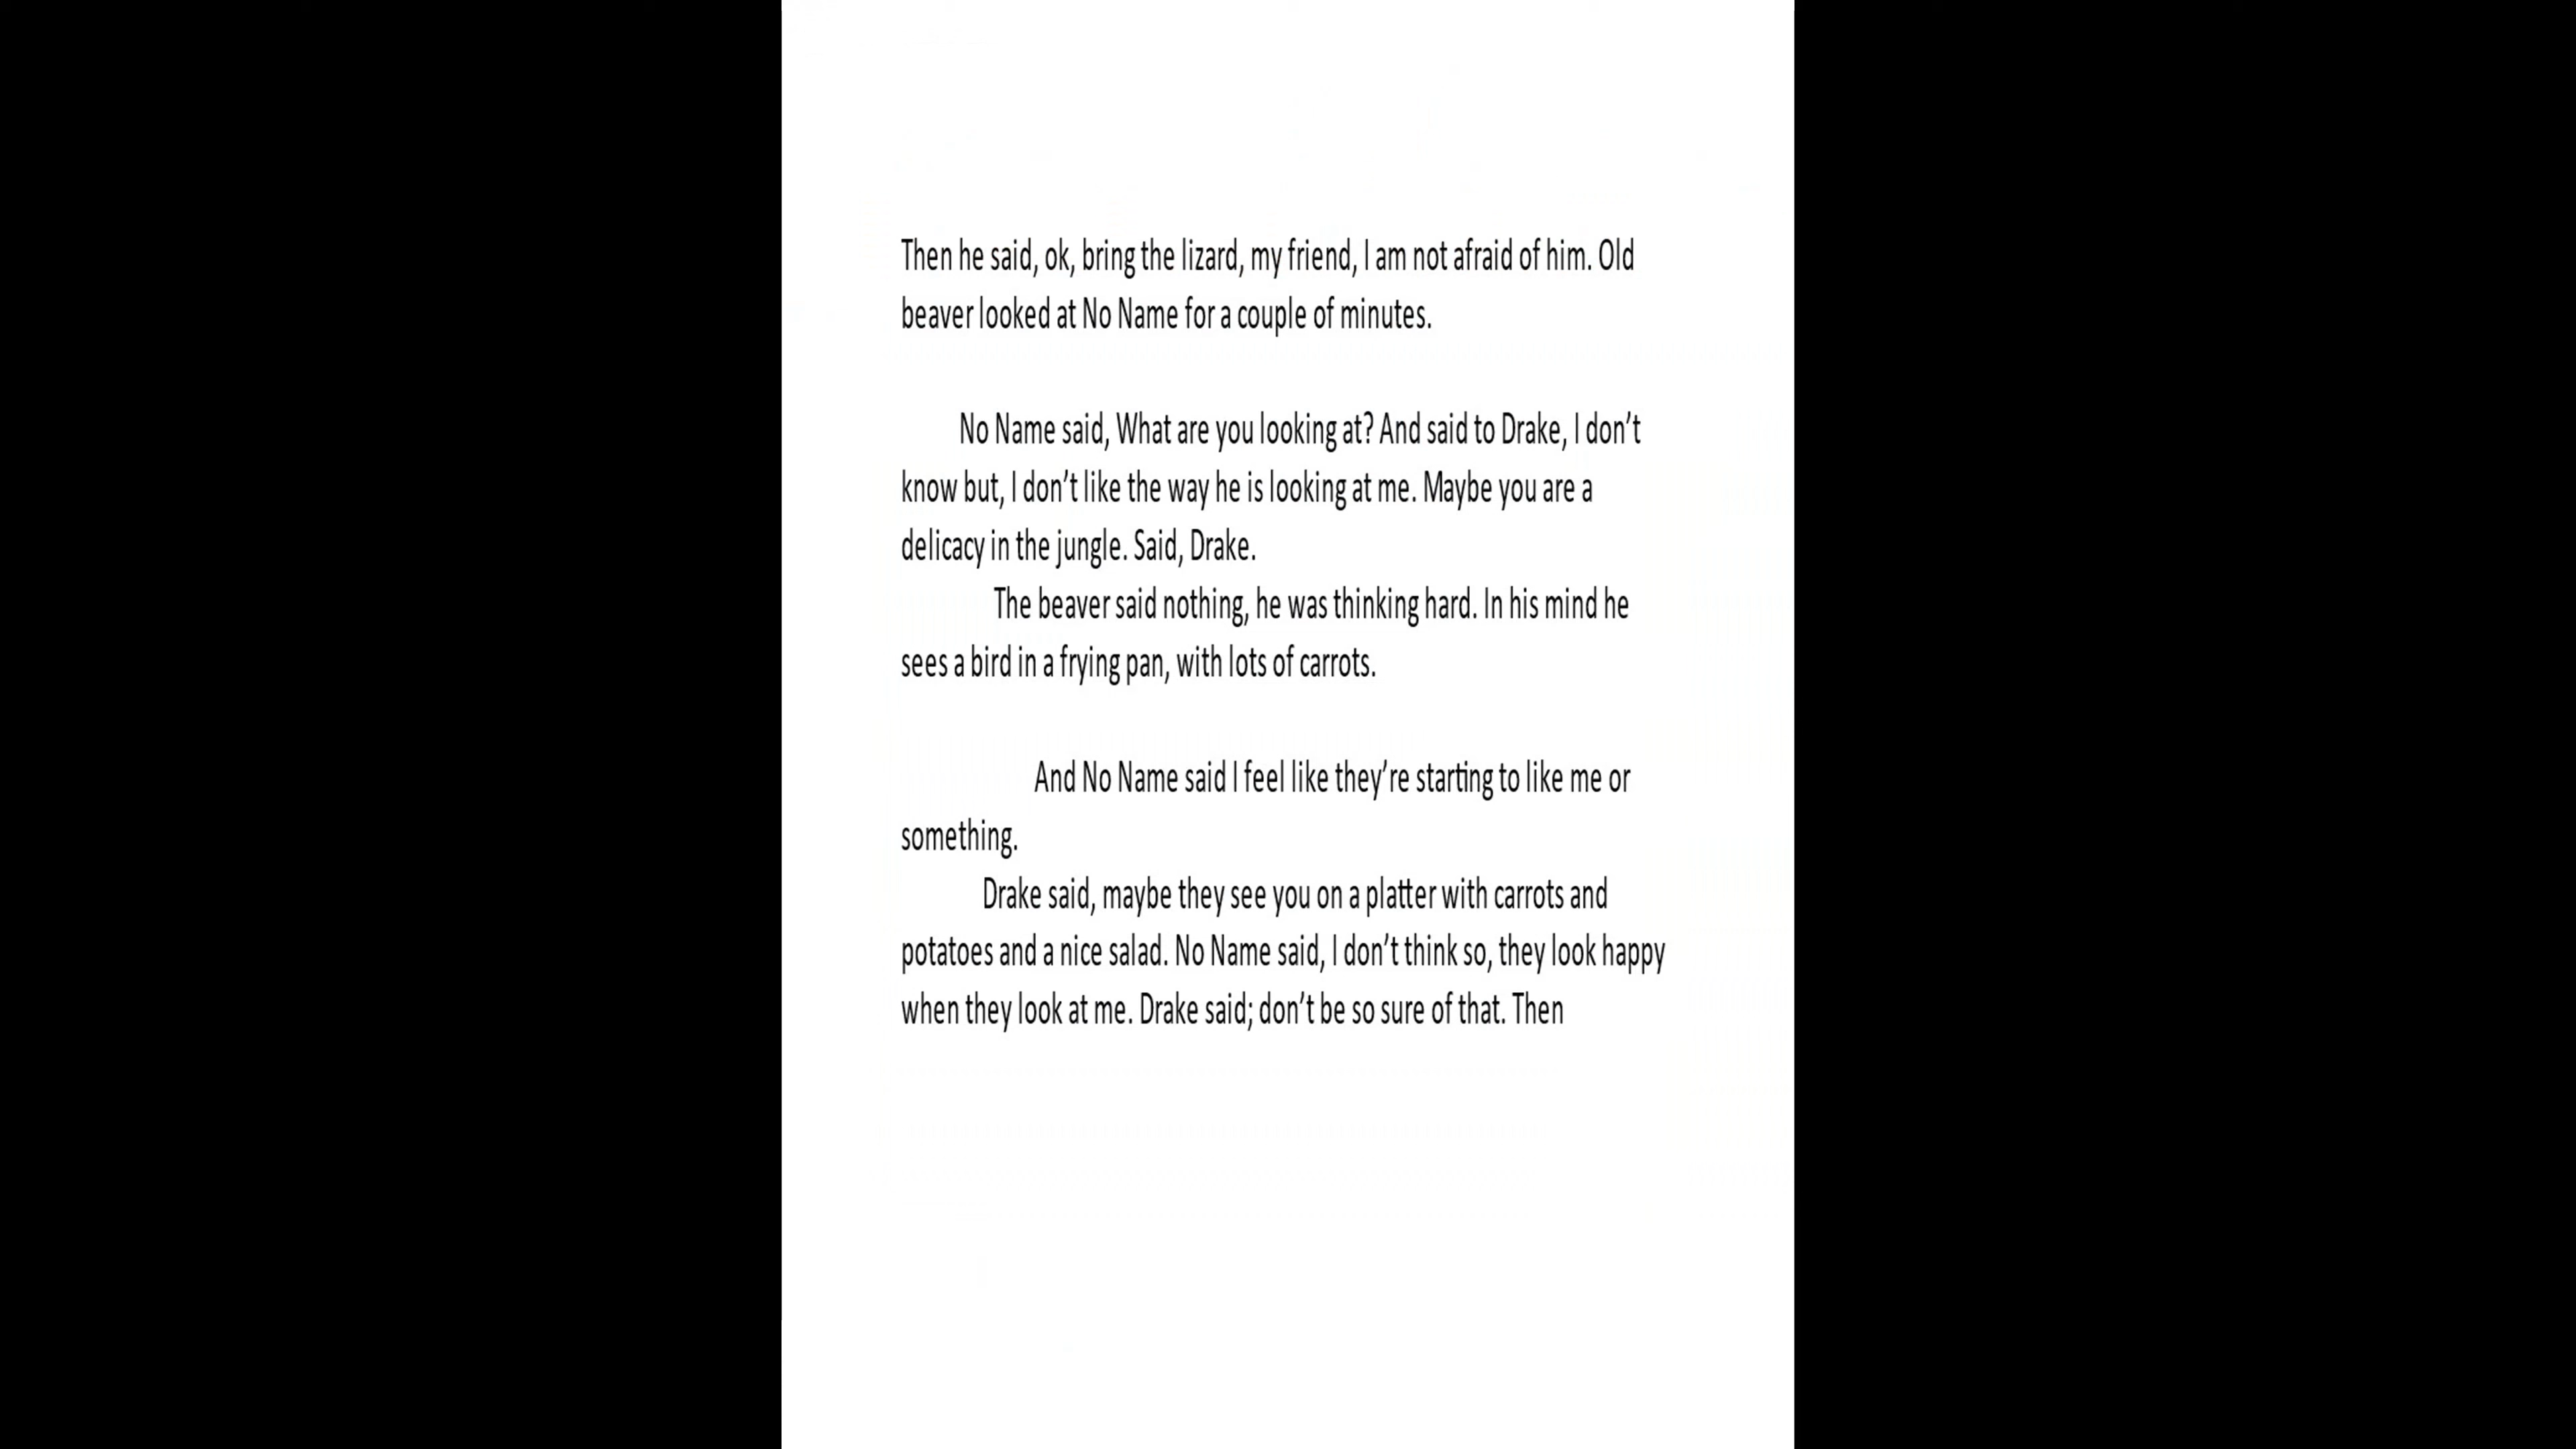 Then he said, ok, bring the lizard, my friend, I am not afraid of him. Old
beaver looked at No Name for a couple of minutes.
No Name said, What are you looking at? And said to Drake, I don’t
know but, I don’t like the way he is looking at me. Maybe you are a
delicacy in the jungle. Said, Drake.
The beaver said nothing, he was thinking hard. In his mind he
sees a bird in a frying pan, with lots of carrots.
And No Name said I feel like they’re starting to like me or
something.
Drake said, maybe they see you on a platter with carrots and
potatoes and a nice salad. No Name said, I don’t think so, they look happy
when they look at me. Drake said; don’t be so sure of that. Then